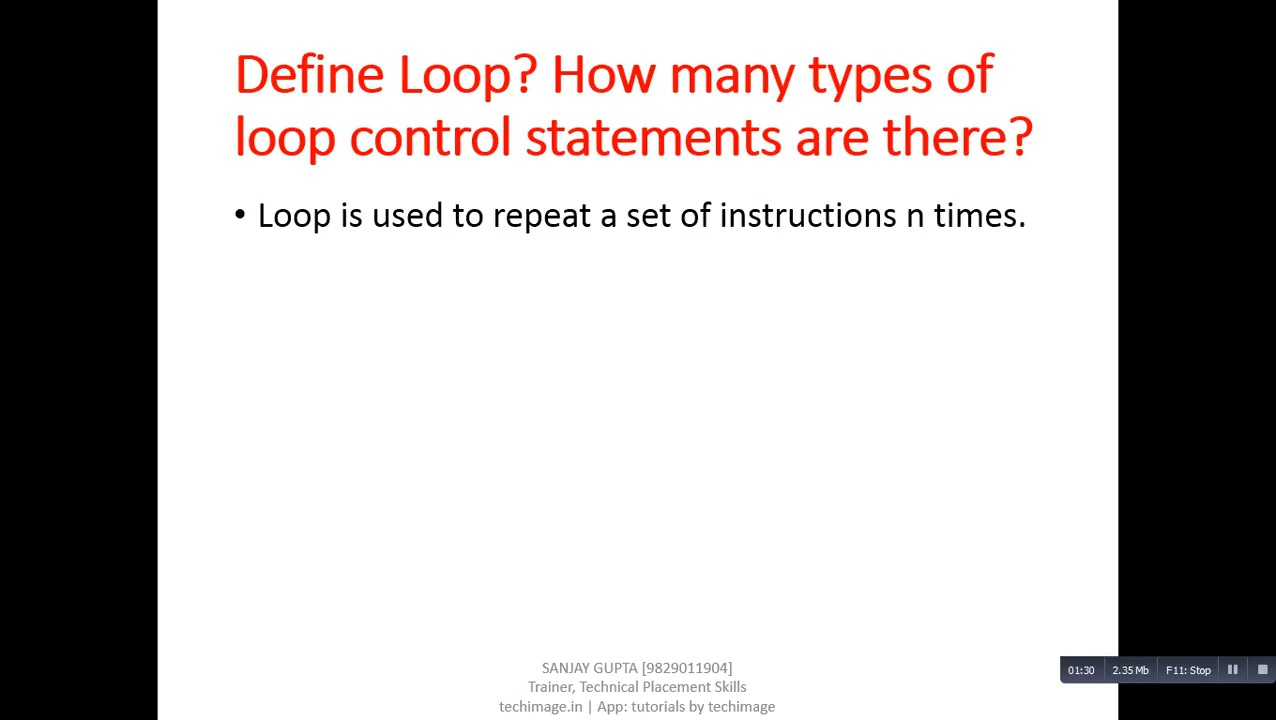 Define Loop? How many types of
loop control statements are there?
• Loop is used to repeat a set of instructions n times.
SANJAY GUPTA [9829011904]
Trainer, Technical Placement Skills
techimage.in | App: tutorials by techimage
01:30 2.35 Mb F11: Stop